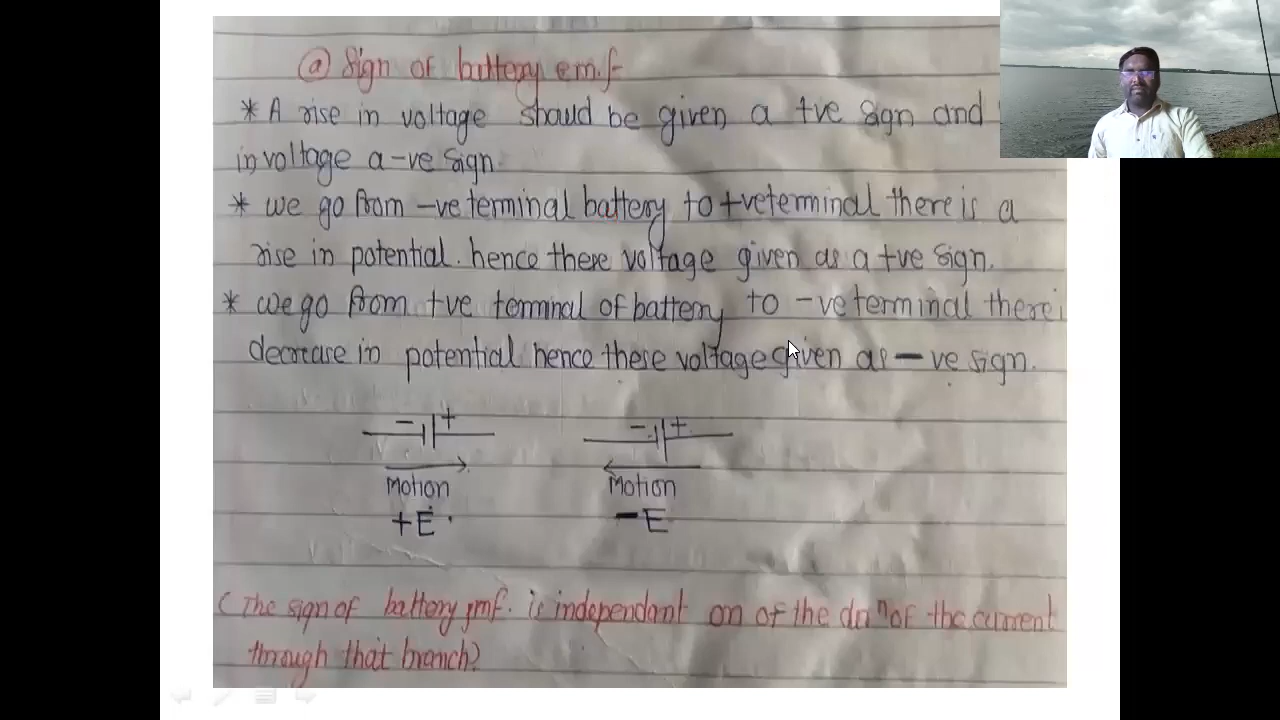 (a) Sign of battery e.m.f
* A rise in voltage should be given a +ve sign and
in voltage a -ve sign.
* we go from -ve terminal battery to +ve terminal there is a
rise in potential. hence there voltage given as a +ve sign.
* we go from +ve terminal of battery to -ve terminal there i
decrease in potential hence these voltage given as -ve sign.
- + - +
Motion Motion
+E -E
(The sign of battery emf. is independant on of the dnⁿ of the current
through that branch)